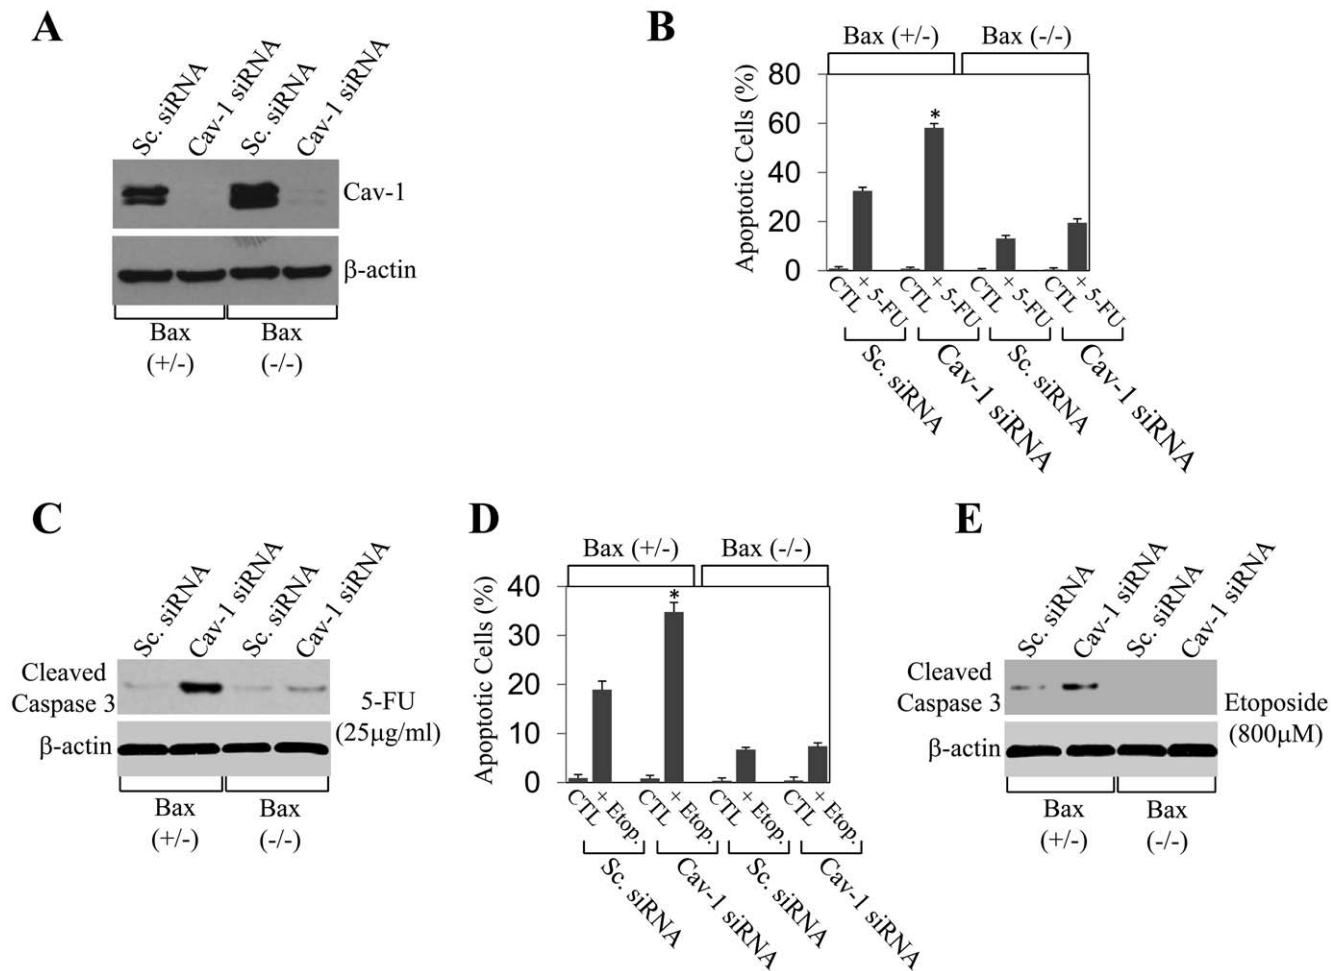 A
Sc. siRNA
Cav-1 siRNA
Sc. siRNA
Cav-1 siRNA
Cav-1
β-actin
Bax
(+/-)
Bax
(-/-)
B
Bax (+/-)
Bax (-/-)
Apoptotic Cells (%)
80
60
40
20
0
*
CTL
+ 5-FU
CTL
+ 5-FU
CTL
+ 5-FU
CTL
+ 5-FU
Sc. siRNA
Cav-1 siRNA
Sc. siRNA
Cav-1 siRNA
C
Sc. siRNA
Cav-1 siRNA
Sc. siRNA
Cav-1 siRNA
Cleaved
Caspase 3
β-actin
5-FU
(25μg/ml)
Bax
(+/-)
Bax
(-/-)
D
Bax (+/-)
Bax (-/-)
Apoptotic Cells (%)
40
30
20
10
0
*
CTL
+ Etop.
CTL
+ Etop.
CTL
+ Etop.
CTL
+ Etop.
Sc. siRNA
Cav-1 siRNA
Sc. siRNA
Cav-1 siRNA
E
Sc. siRNA
Cav-1 siRNA
Sc. siRNA
Cav-1 siRNA
Cleaved
Caspase 3
β-actin
Etoposide
(800μM)
Bax
(+/-)
Bax
(-/-)